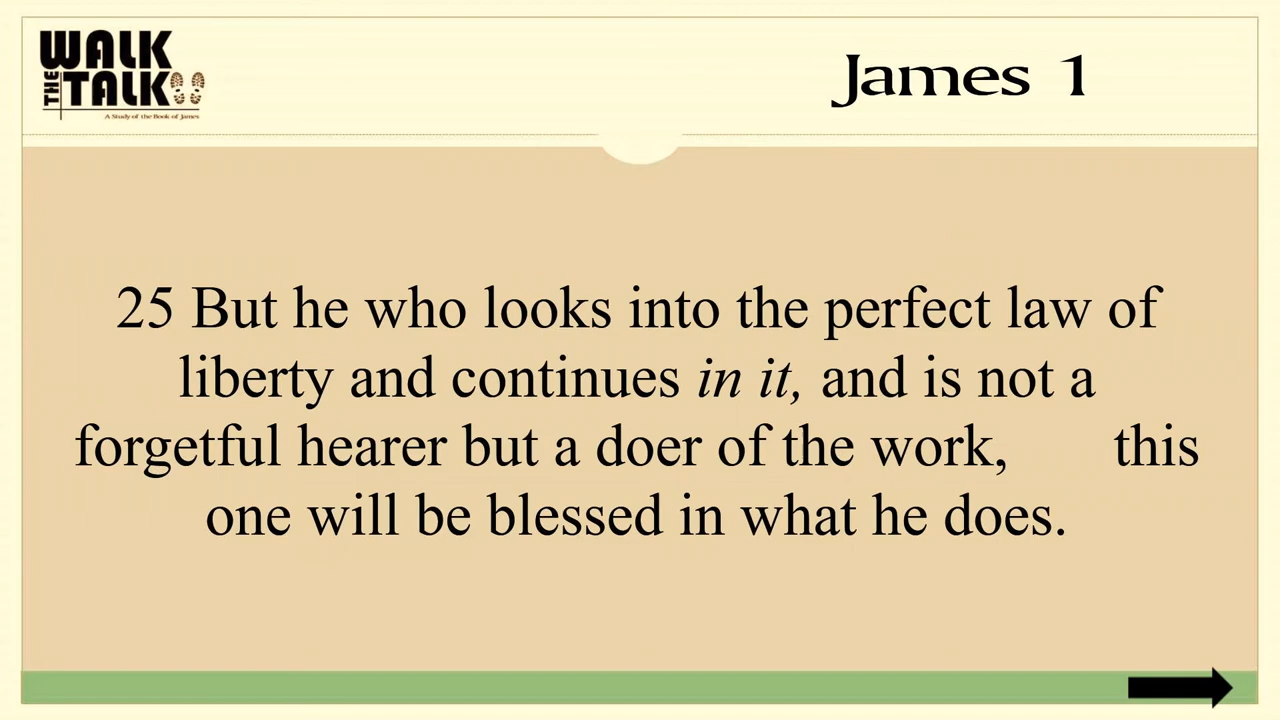 WALK
THE TALK
A Study of the Book of James
James 1
25 But he who looks into the perfect law of
liberty and continues in it, and is not a
forgetful hearer but a doer of the work, this
one will be blessed in what he does.